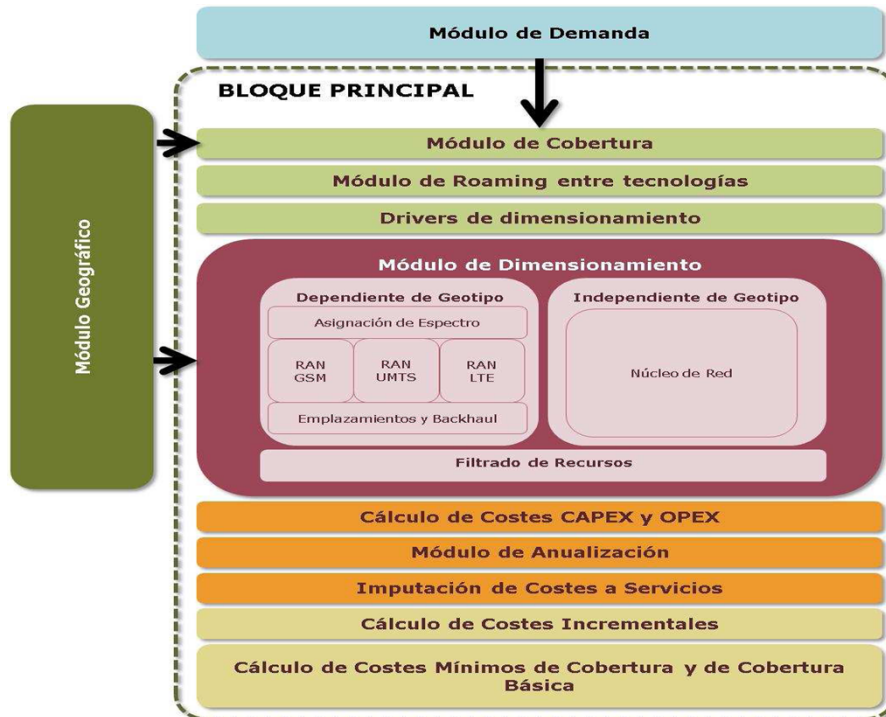 Módulo de Demanda
BLOQUE PRINCIPAL
Módulo Geográfico
Módulo de Cobertura
Módulo de Roaming entre tecnologías
Drivers de dimensionamiento
Módulo de Dimensionamiento
Dependiente de Geotipo
Asignación de Espectro
RAN
GSM
RAN
UMTS
RAN
LTE
Emplazamientos y Backhaul
Independiente de Geotipo
Núcleo de Red
Filtrado de Recursos
Cálculo de Costes CAPEX y OPEX
Módulo de Anualización
Imputación de Costes a Servicios
Cálculo de Costes Incrementales
Cálculo de Costes Mínimos de Cobertura y de Cobertura
Básica